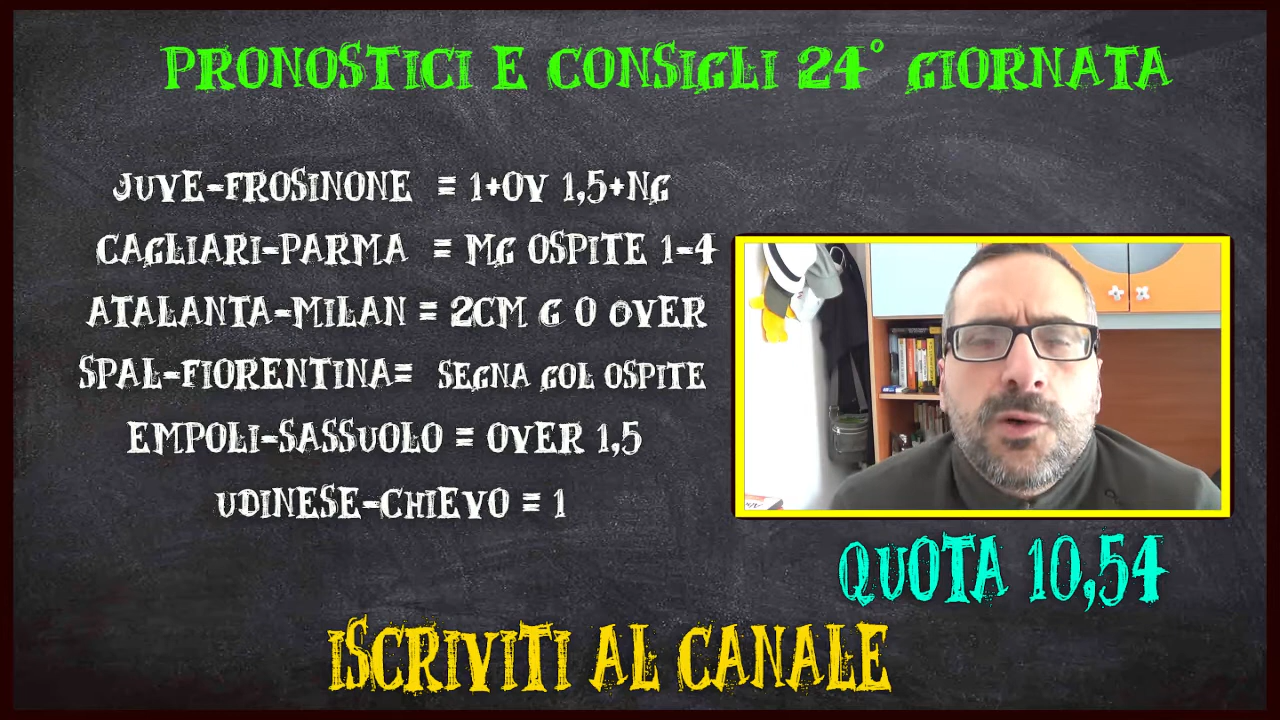 PRONOSTICI E CONSIGLI 24° GIORNATA
JUVE-FROSINONE = 1+OV 1,5+NG
CAGLIARI-PARMA = MG OSPITE 1-4
ATALANTA-MILAN = 2CM G O OVER
SPAL-FIORENTINA= SEGNA GOL OSPITE
EMPOLI-SASSUOLO = OVER 1,5
UDINESE-CHIEVO = 1
QUOTA 10,54
ISCRIVITI AL CANALE